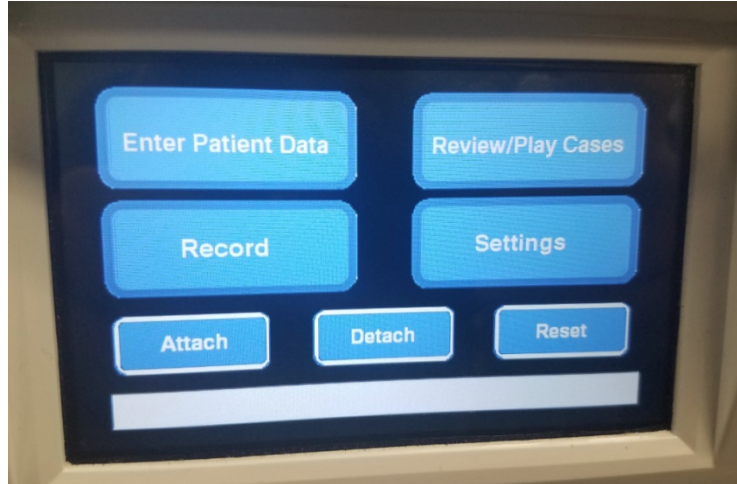 Enter Patient Data
Review/Play Cases
Record
Settings
Attach
Detach
Reset